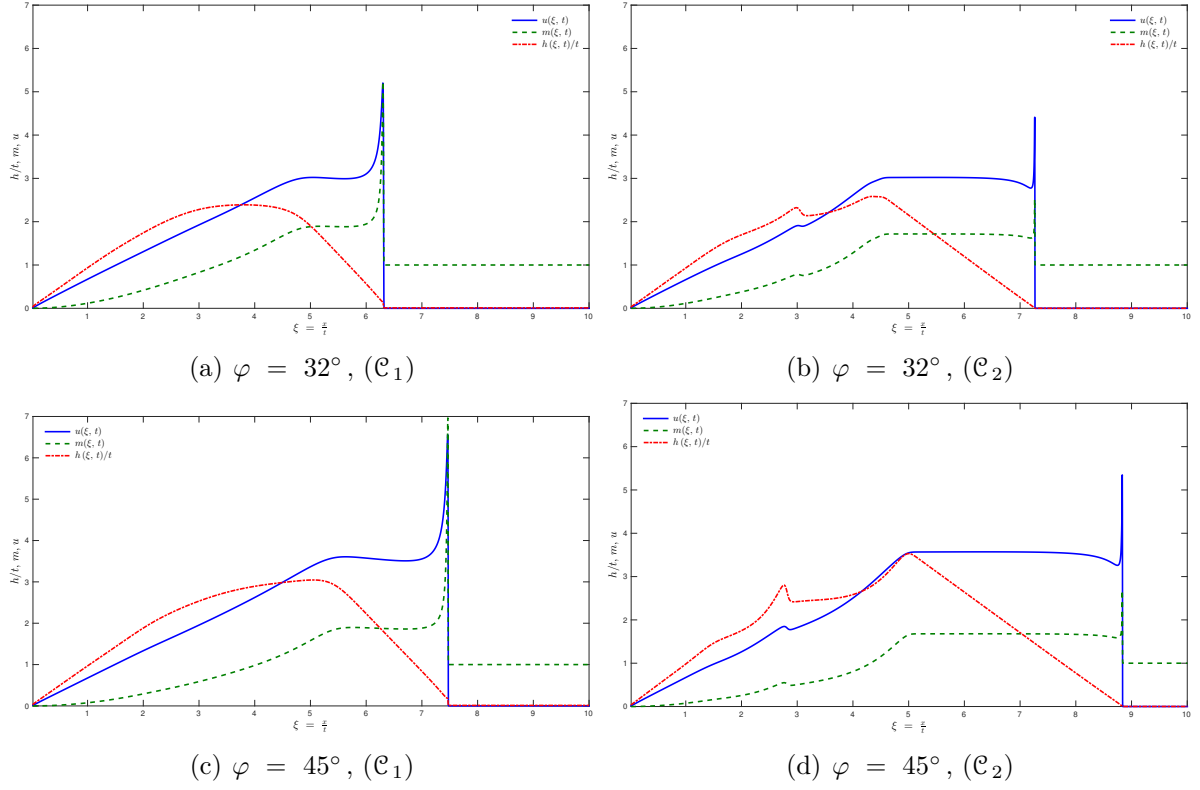 7
6
5
4
3
2
1
0
h/t, m, u
1 2 3 4 5 6 7 8 9 10
ξ = x/t
u(ξ, t)
m(ξ, t)
h(ξ, t)/t
(a) φ = 32°, (𝒞₁)
7
6
5
4
3
2
1
0
h/t, m, u
1 2 3 4 5 6 7 8 9 10
ξ = x/t
u(ξ, t)
m(ξ, t)
h(ξ, t)/t
(b) φ = 32°, (𝒞₂)
7
6
5
4
3
2
1
0
h/t, m, u
1 2 3 4 5 6 7 8 9 10
ξ = x/t
u(ξ, t)
m(ξ, t)
h(ξ, t)/t
(c) φ = 45°, (𝒞₁)
7
6
5
4
3
2
1
0
h/t, m, u
1 2 3 4 5 6 7 8 9 10
ξ = x/t
u(ξ, t)
m(ξ, t)
h(ξ, t)/t
(d) φ = 45°, (𝒞₂)